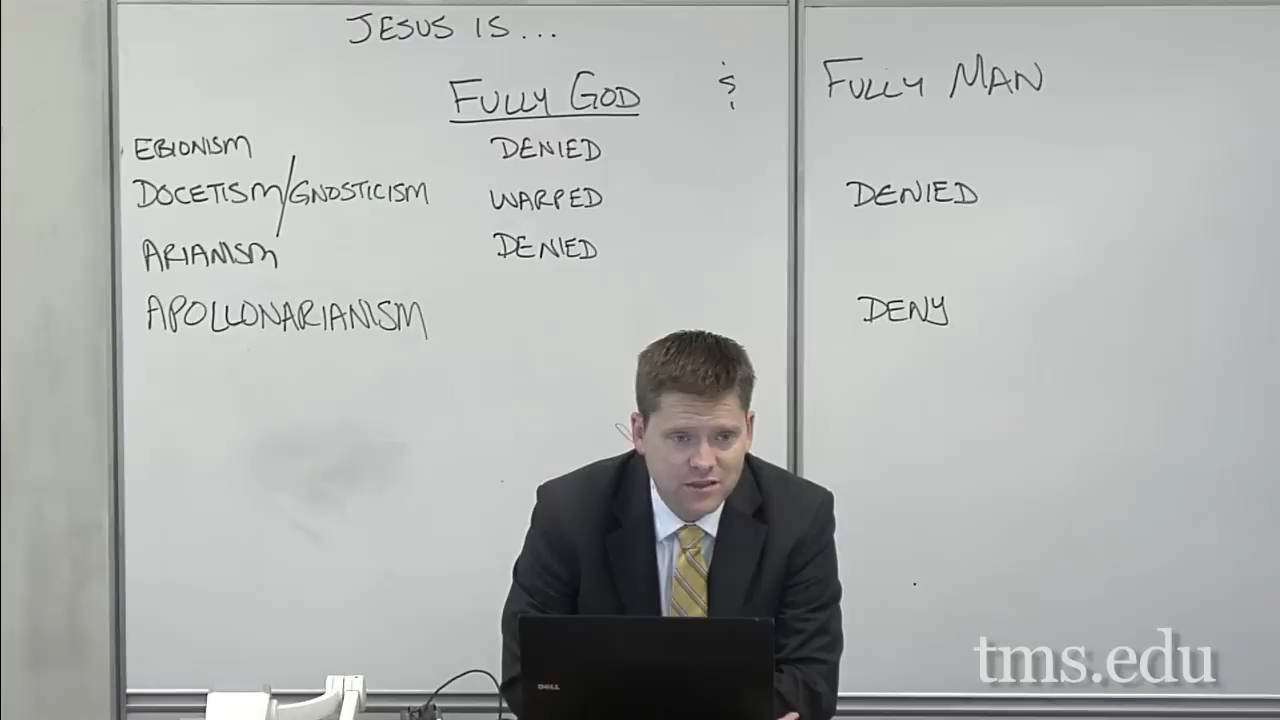 JESUS IS...
FULLY GOD & FULLY MAN
EBIONISM DENIED
DOCETISM/GNOSTICISM WARPED DENIED
ARIANISM DENIED
APOLLONARIANISM DENY
DELL
tms.edu